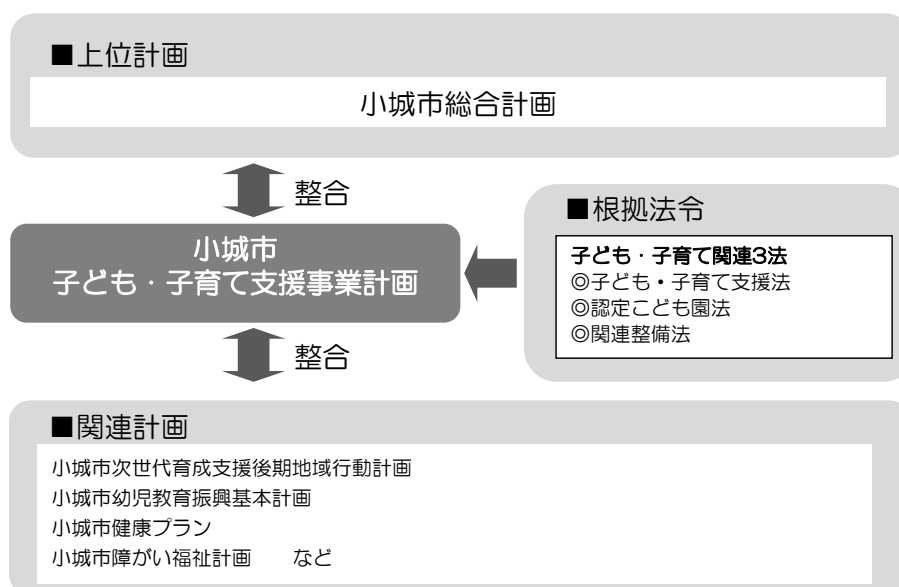 ■上位計画
小城市総合計画
整合
小城市
子ども・子育て支援事業計画
■根拠法令
子ども・子育て関連3法
◎子ども・子育て支援法
◎認定こども園法
◎関連整備法
整合
■関連計画
小城市次世代育成支援後期地域行動計画
小城市幼児教育振興基本計画
小城市健康プラン
小城市障がい福祉計画　　など